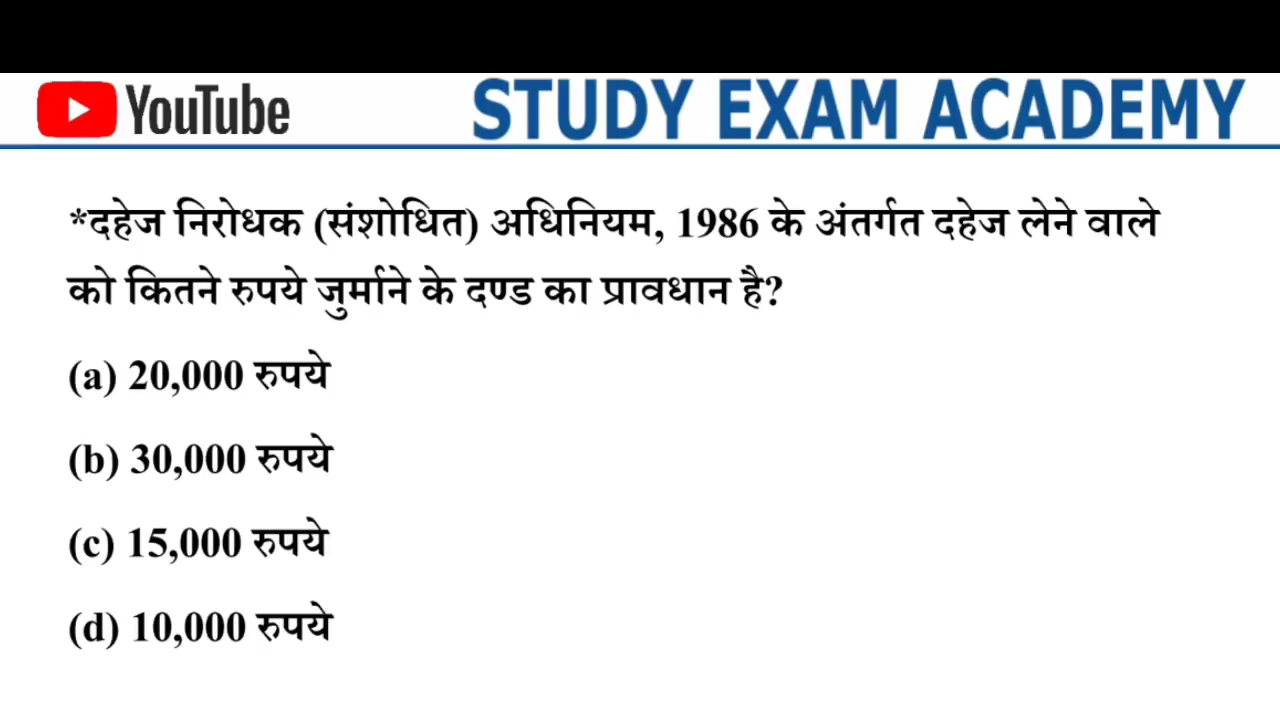 YouTube STUDY EXAM ACADEMY
*दहेज निरोधक (संशोधित) अधिनियम, 1986 के अंतर्गत दहेज लेने वाले
को कितने रुपये जुर्माने के दण्ड का प्रावधान है?
(a) 20,000 रुपये
(b) 30,000 रुपये
(c) 15,000 रुपये
(d) 10,000 रुपये